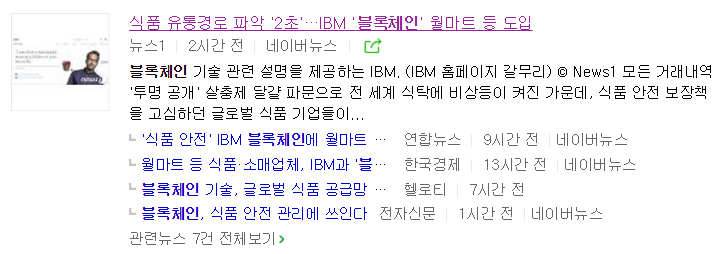 식품 유통경로 파악 '2초'…IBM '블록체인' 월마트 등 도입
뉴스1 | 2시간 전 | 네이버뉴스
블록체인 기술 관련 설명을 제공하는 IBM. (IBM 홈페이지 갈무리) © News1 모든 거래내역
'투명 공개' 살충제 달걀 파문으로 전 세계 식탁에 비상등이 켜진 가운데, 식품 안전 보장책
을 고심하던 글로벌 식품 기업들이...
'식품 안전' IBM 블록체인에 월마트 … 연합뉴스 | 9시간 전 | 네이버뉴스
월마트 등 식품·소매업체, IBM과 '블… 한국경제 | 13시간 전 | 네이버뉴스
블록체인 기술, 글로벌 식품 공급망 … 헬로티 | 7시간 전
블록체인, 식품 안전 관리에 쓰인다 전자신문 | 1시간 전 | 네이버뉴스
관련뉴스 7건 전체보기